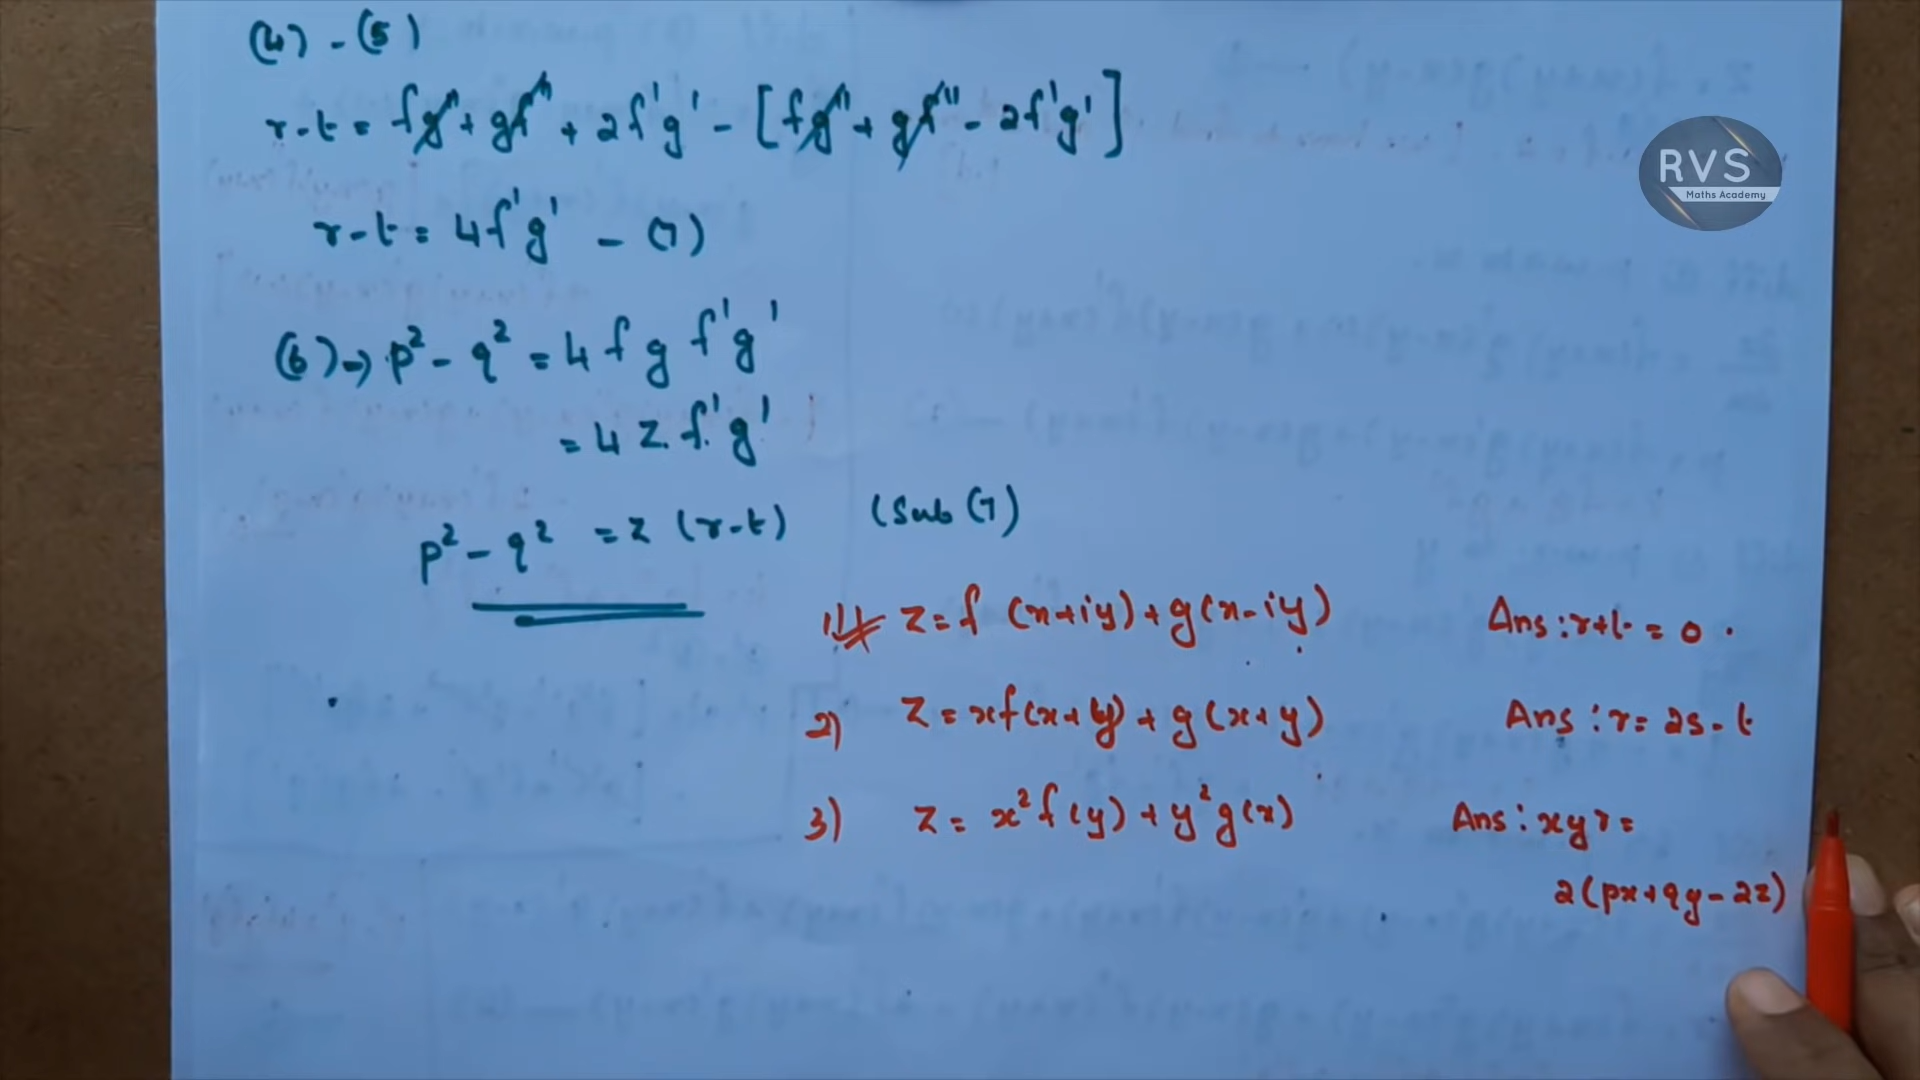 (4) - (5)
r-t = fg" + gf" + 2f'g' - [fg" + gf" - 2f'g']
RVS
Maths Academy
r-t = 4f'g' - (7)
(6) => p² - q² = 4 f g f'g'
= 4 z. f'g'
p² - q² = z (r-t) (Sub (7)
1) z = f (x+iy) + g(x-iy) Ans: r+t = 0.
2) z = xf(x+y) + g(x+y) Ans: r = 2s - t
3) z = x²f(y) + y²g(x) Ans: xyr =
2(px+qy-2z)